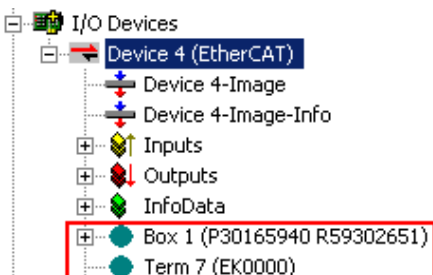 I/O Devices
Device 4 (EtherCAT)
Device 4-Image
Device 4-Image-Info
Inputs
Outputs
InfoData
Box 1 (P30165940 R59302651)
Term 7 (EK0000)